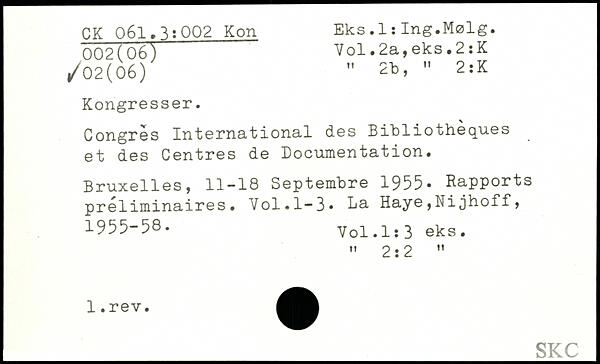 CK 061.3:002 Kon
002(06)
✓02(06)
Eks.1:Ing.Mølg.
Vol.2a,eks.2:K
" 2b, " 2:K
Kongresser.
Congrès International des Bibliothèques
et des Centres de Documentation.
Bruxelles, 11-18 Septembre 1955. Rapports
préliminaires. Vol.1-3. La Haye,Nijhoff,
1955-58.
Vol.1:3 eks.
" 2:2 "
1.rev.
SKC